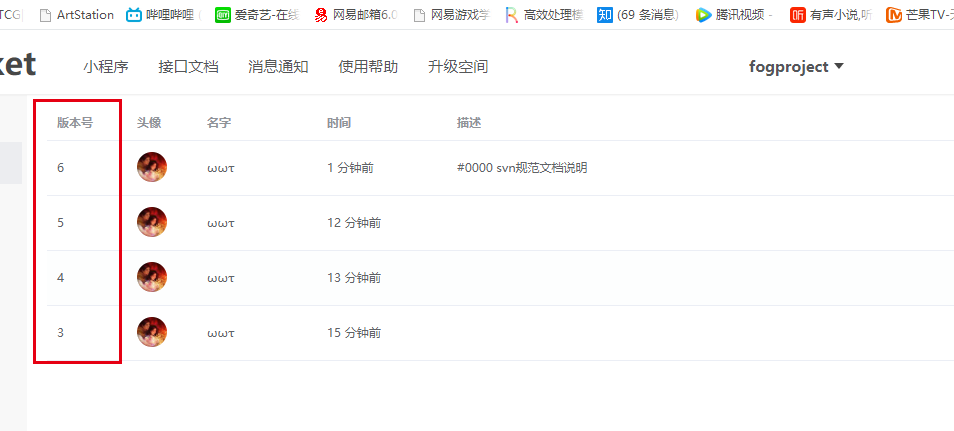 TCG ArtStation 哔哩哔哩 ( 爱奇艺-在线 网易邮箱6.0 网易游戏学 高效处理模 (69 条消息) 腾讯视频 - 有声小说,听 芒果TV-天
ket 小程序 接口文档 消息通知 使用帮助 升级空间 fogproject
版本号 头像 名字 时间 描述
6 ωωτ 1 分钟前 #0000 svn规范文档说明
5 ωωτ 12 分钟前
4 ωωτ 13 分钟前
3 ωωτ 15 分钟前